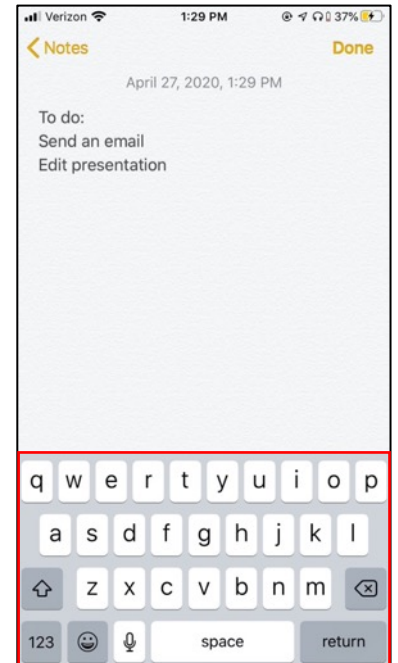 Verizon 1:29 PM 37%
Notes Done
April 27, 2020, 1:29 PM
To do:
Send an email
Edit presentation
q w e r t y u i o p
a s d f g h j k l
z x c v b n m
123 space return